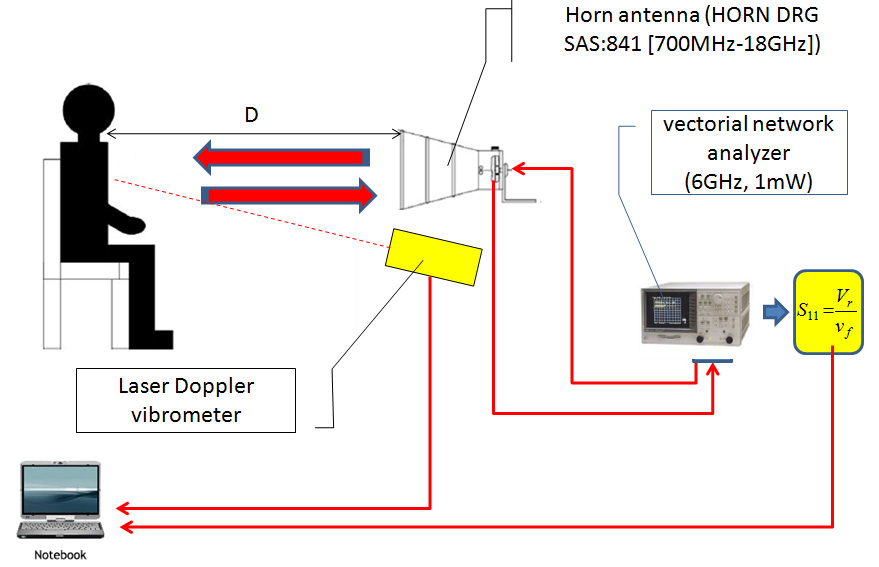 Horn antenna (HORN DRG
SAS:841 [700MHz-18GHz])
D
vectorial network
analyzer
(6GHz, 1mW)
S11=Vr/vf
Laser Doppler
vibrometer
Notebook